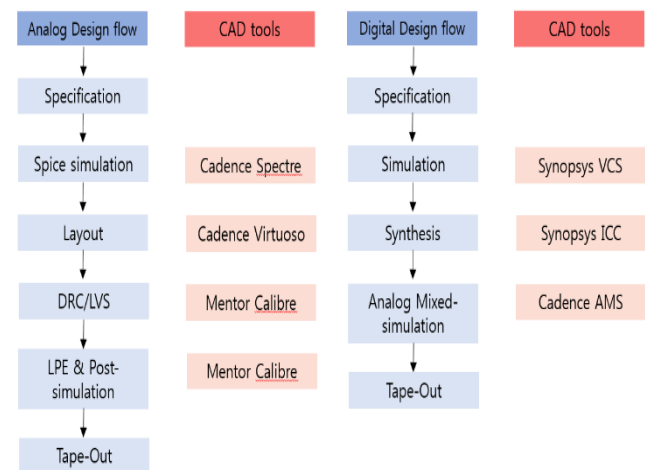 Analog Design flow
CAD tools
Digital Design flow
CAD tools
Specification
Specification
Spice simulation
Cadence Spectre
Simulation
Synopsys VCS
Layout
Cadence Virtuoso
Synthesis
Synopsys ICC
DRC/LVS
Mentor Calibre
Analog Mixed-
simulation
Cadence AMS
LPE & Post-
simulation
Mentor Calibre
Tape-Out
Tape-Out